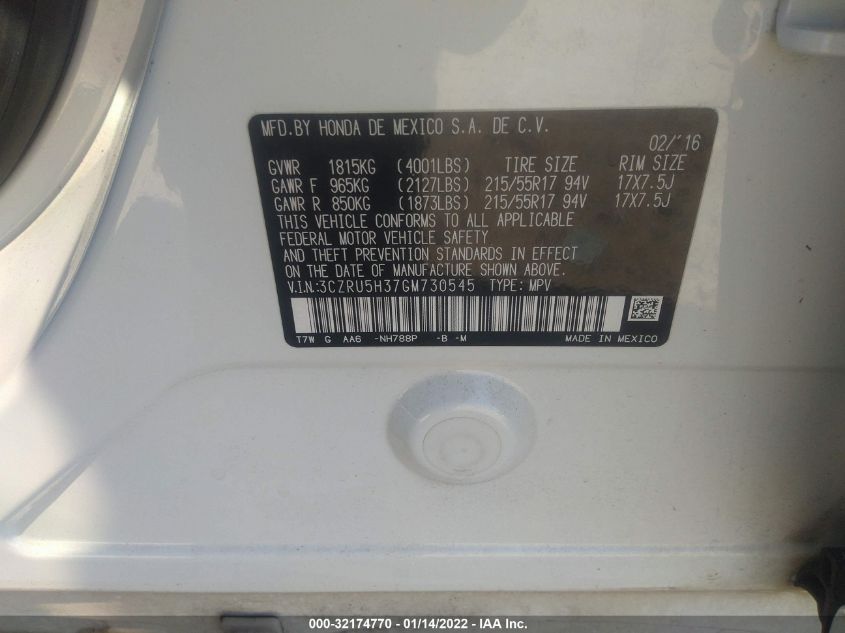 MFD.BY HONDA DE MEXICO S.A. DE C.V.
02/'16
GVWR 1815KG (4001LBS) TIRE SIZE RIM SIZE
GAWR F 965KG (2127LBS) 215/55R17 94V 17X7.5J
GAWR R 850KG (1873LBS) 215/55R17 94V 17X7.5J
THIS VEHICLE CONFORMS TO ALL APPLICABLE
FEDERAL MOTOR VEHICLE SAFETY
AND THEFT PREVENTION STANDARDS IN EFFECT
ON THE DATE OF MANUFACTURE SHOWN ABOVE.
V.I.N:3CZRU5H37GM730545 TYPE: MPV
T7W G AA6 -NH788P -B -M MADE IN MEXICO
000-32174770 - 01/14/2022 - IAA Inc.